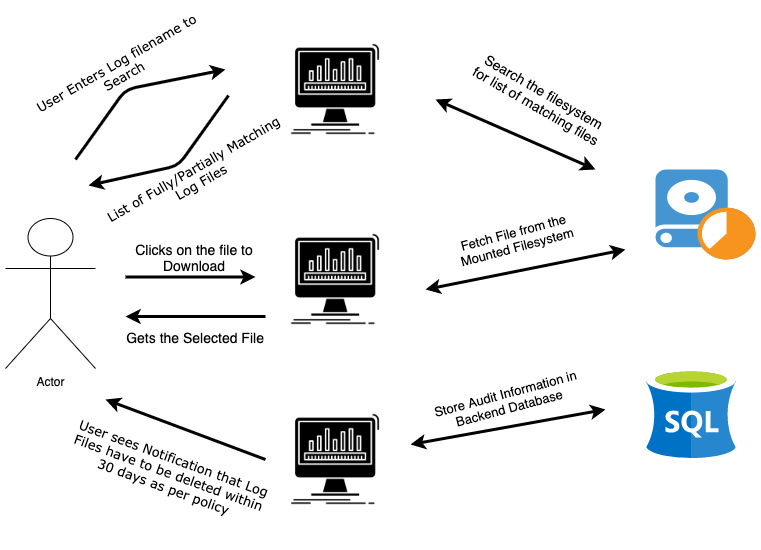 User Enters Log filename to
Search
List of Fully/Partially Matching
Log Files
Search the filesystem
for list of matching files
Clicks on the file to
Download
Gets the Selected File
Fetch File from the
Mounted Filesystem
Actor
User sees Notification that Log
Files have to be deleted within
30 days as per policy
Store Audit Information in
Backend Database
SQL